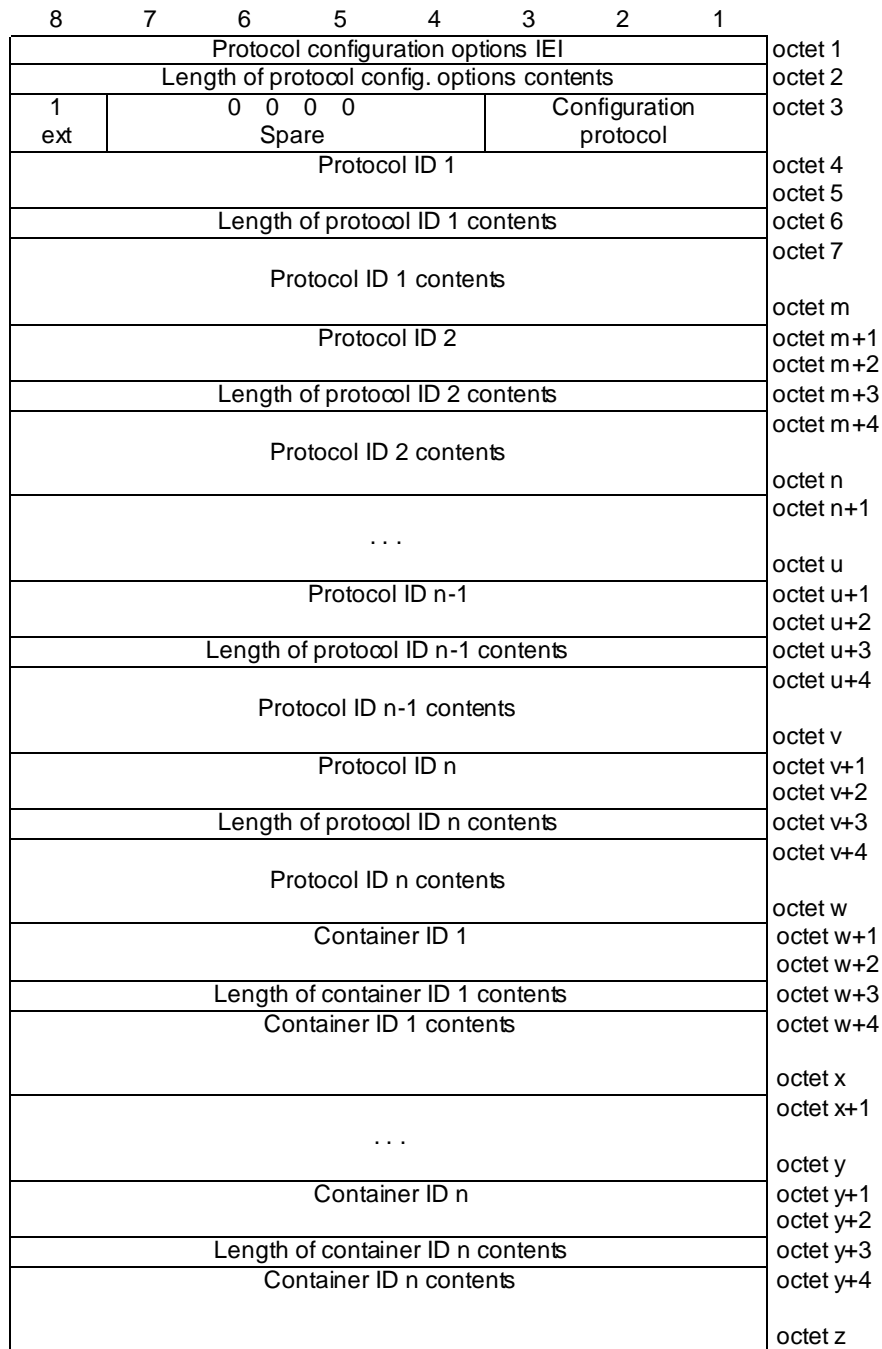 8 7 6 5 4 3 2 1
Protocol configuration options IEI octet 1
Length of protocol config. options contents octet 2
1 0 0 0 0 Configuration octet 3
ext Spare protocol
Protocol ID 1 octet 4
octet 5
Length of protocol ID 1 contents octet 6
octet 7
Protocol ID 1 contents
octet m
Protocol ID 2 octet m+1
octet m+2
Length of protocol ID 2 contents octet m+3
octet m+4
Protocol ID 2 contents
octet n
octet n+1
. . .
octet u
Protocol ID n-1 octet u+1
octet u+2
Length of protocol ID n-1 contents octet u+3
octet u+4
Protocol ID n-1 contents
octet v
Protocol ID n octet v+1
octet v+2
Length of protocol ID n contents octet v+3
octet v+4
Protocol ID n contents
octet w
Container ID 1 octet w+1
octet w+2
Length of container ID 1 contents octet w+3
Container ID 1 contents octet w+4
octet x
octet x+1
. . .
octet y
Container ID n octet y+1
octet y+2
Length of container ID n contents octet y+3
Container ID n contents octet y+4
octet z